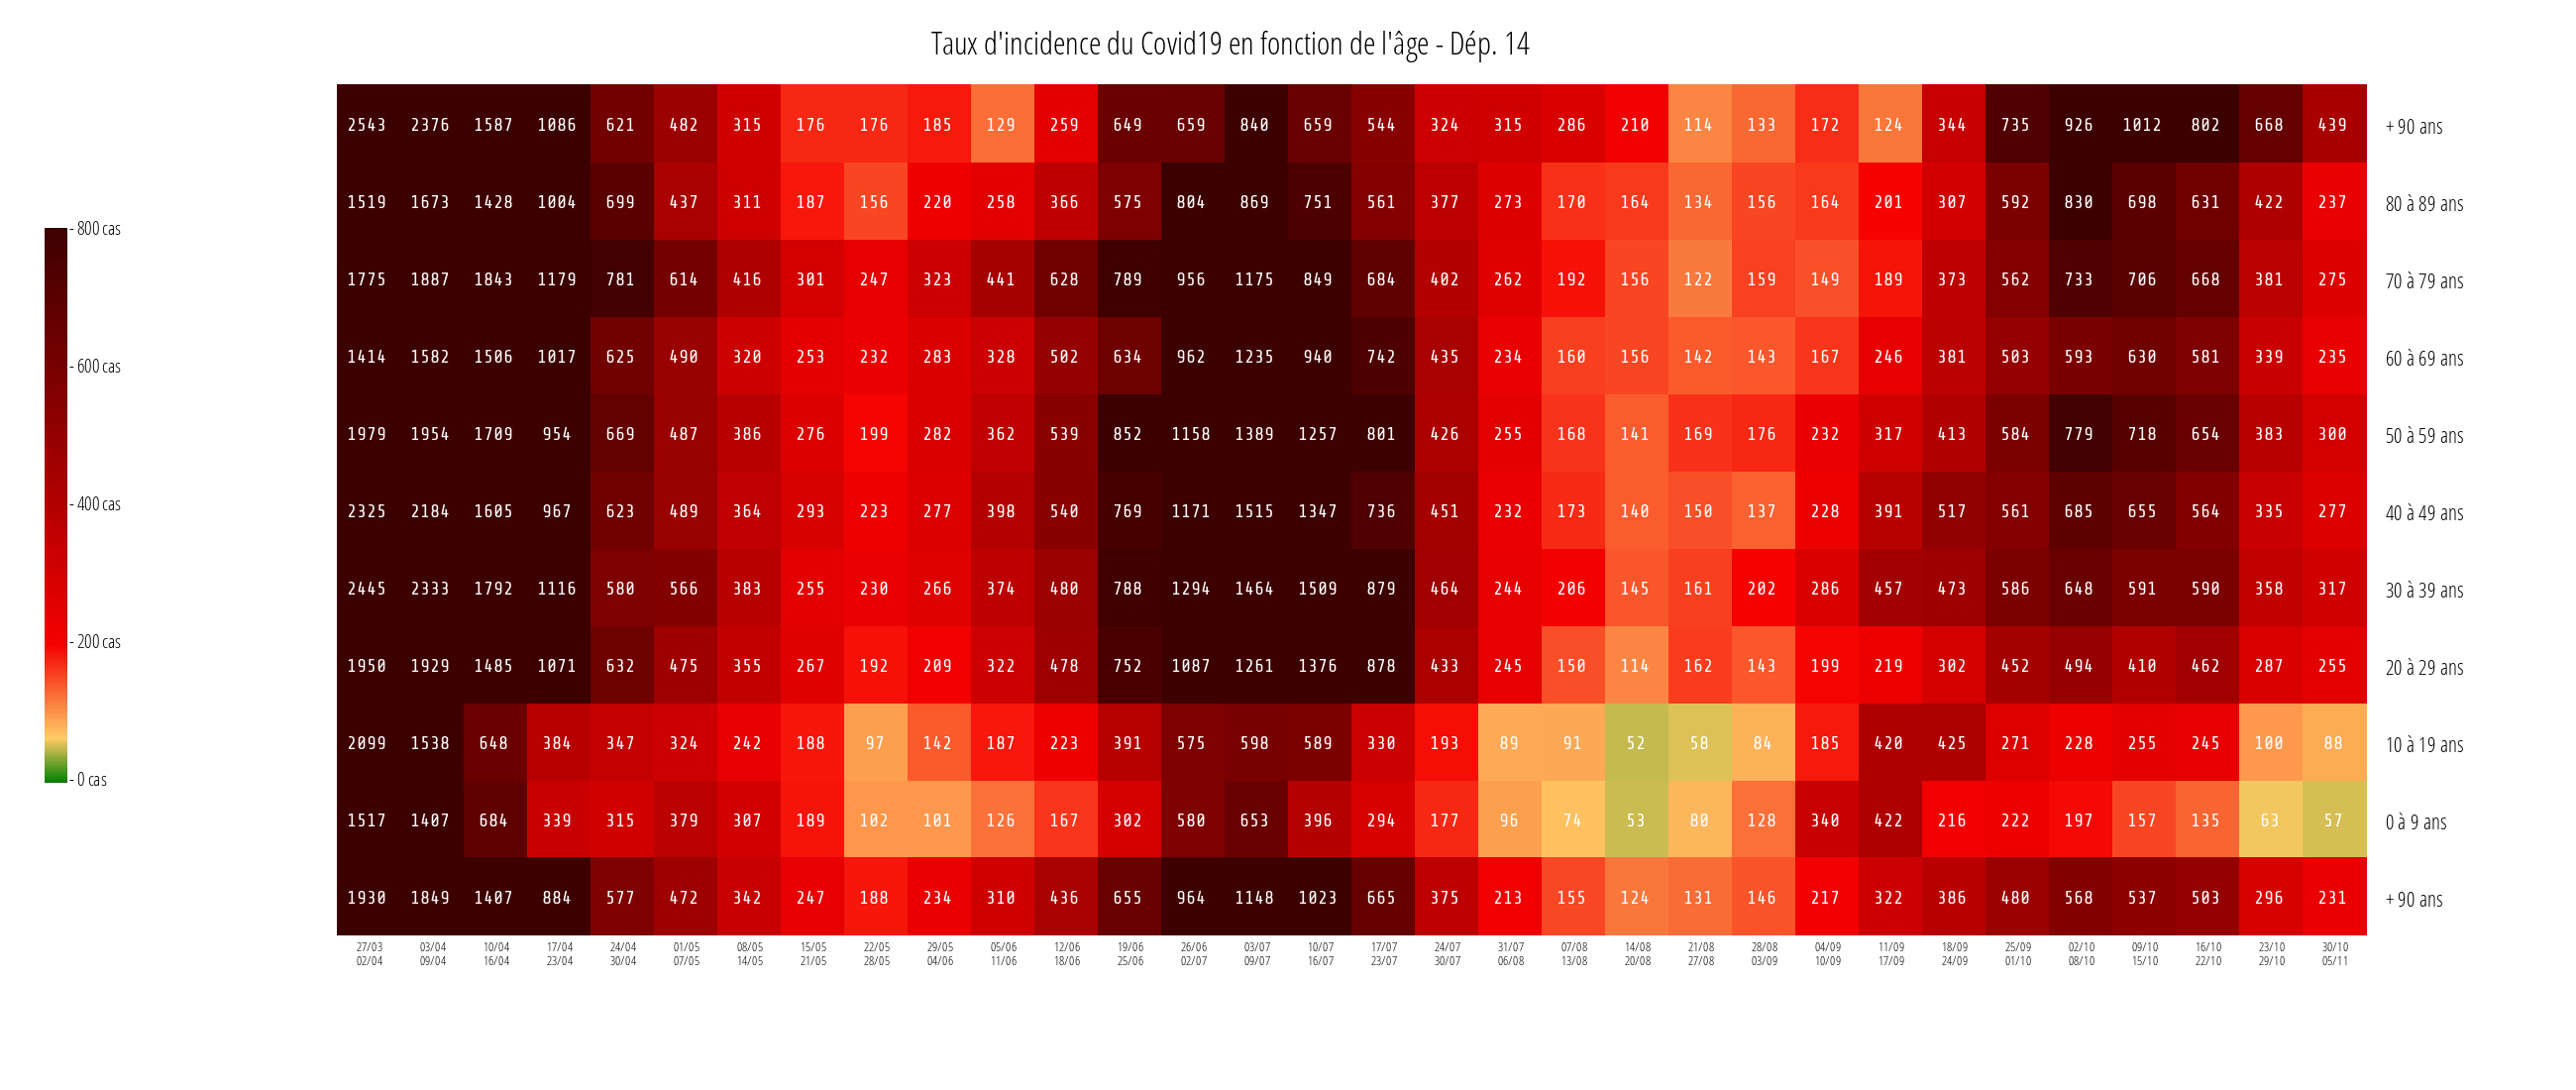 Taux d'incidence du Covid19 en fonction de l'âge - Dép. 14
- 800 cas
- 600 cas
- 400 cas
- 200 cas
- 0 cas
2543 2376 1587 1086 621 482 315 176 176 185 129 259 649 659 840 659 544 324 315 286 210 114 133 172 124 344 735 926 1012 802 668 439 + 90 ans
1519 1673 1428 1004 699 437 311 187 156 220 258 366 575 804 869 751 561 377 273 170 164 134 156 164 201 307 592 830 698 631 422 237 80 à 89 ans
1775 1887 1843 1179 781 614 416 301 247 323 441 628 789 956 1175 849 684 402 262 192 156 122 159 149 189 373 562 733 706 668 381 275 70 à 79 ans
1414 1582 1506 1017 625 490 320 253 232 283 328 502 634 962 1235 940 742 435 234 160 156 142 143 167 246 381 503 593 630 581 339 235 60 à 69 ans
1979 1954 1709 954 669 487 386 276 199 282 362 539 852 1158 1389 1257 801 426 255 168 141 169 176 232 317 413 584 779 718 654 383 300 50 à 59 ans
2325 2184 1605 967 623 489 364 293 223 277 398 540 769 1171 1515 1347 736 451 232 173 140 150 137 228 391 517 561 685 655 564 335 277 40 à 49 ans
2445 2333 1792 1116 580 566 383 255 230 266 374 480 788 1294 1464 1509 879 464 244 206 145 161 202 286 457 473 586 648 591 590 358 317 30 à 39 ans
1950 1929 1485 1071 632 475 355 267 192 209 322 478 752 1087 1261 1376 878 433 245 150 114 162 143 199 219 302 452 494 410 462 287 255 20 à 29 ans
2099 1538 648 384 347 324 242 188 97 142 187 223 391 575 598 589 330 193 89 91 52 58 84 185 420 425 271 228 255 245 100 88 10 à 19 ans
1517 1407 684 339 315 379 307 189 102 101 126 167 302 580 653 396 294 177 96 74 53 80 128 340 422 216 222 197 157 135 63 57 0 à 9 ans
1930 1849 1407 884 577 472 342 247 188 234 310 436 655 964 1148 1023 665 375 213 155 124 131 146 217 322 386 480 568 537 503 296 231 + 90 ans
27/03 03/04 10/04 17/04 24/04 01/05 08/05 15/05 22/05 29/05 05/06 12/06 19/06 26/06 03/07 10/07 17/07 24/07 31/07 07/08 14/08 21/08 28/08 04/09 11/09 18/09 25/09 02/10 09/10 16/10 23/10 30/10
02/04 09/04 16/04 23/04 30/04 07/05 14/05 21/05 28/05 04/06 11/06 18/06 25/06 02/07 09/07 16/07 23/07 30/07 06/08 13/08 20/08 27/08 03/09 10/09 17/09 24/09 01/10 08/10 15/10 22/10 29/10 05/11